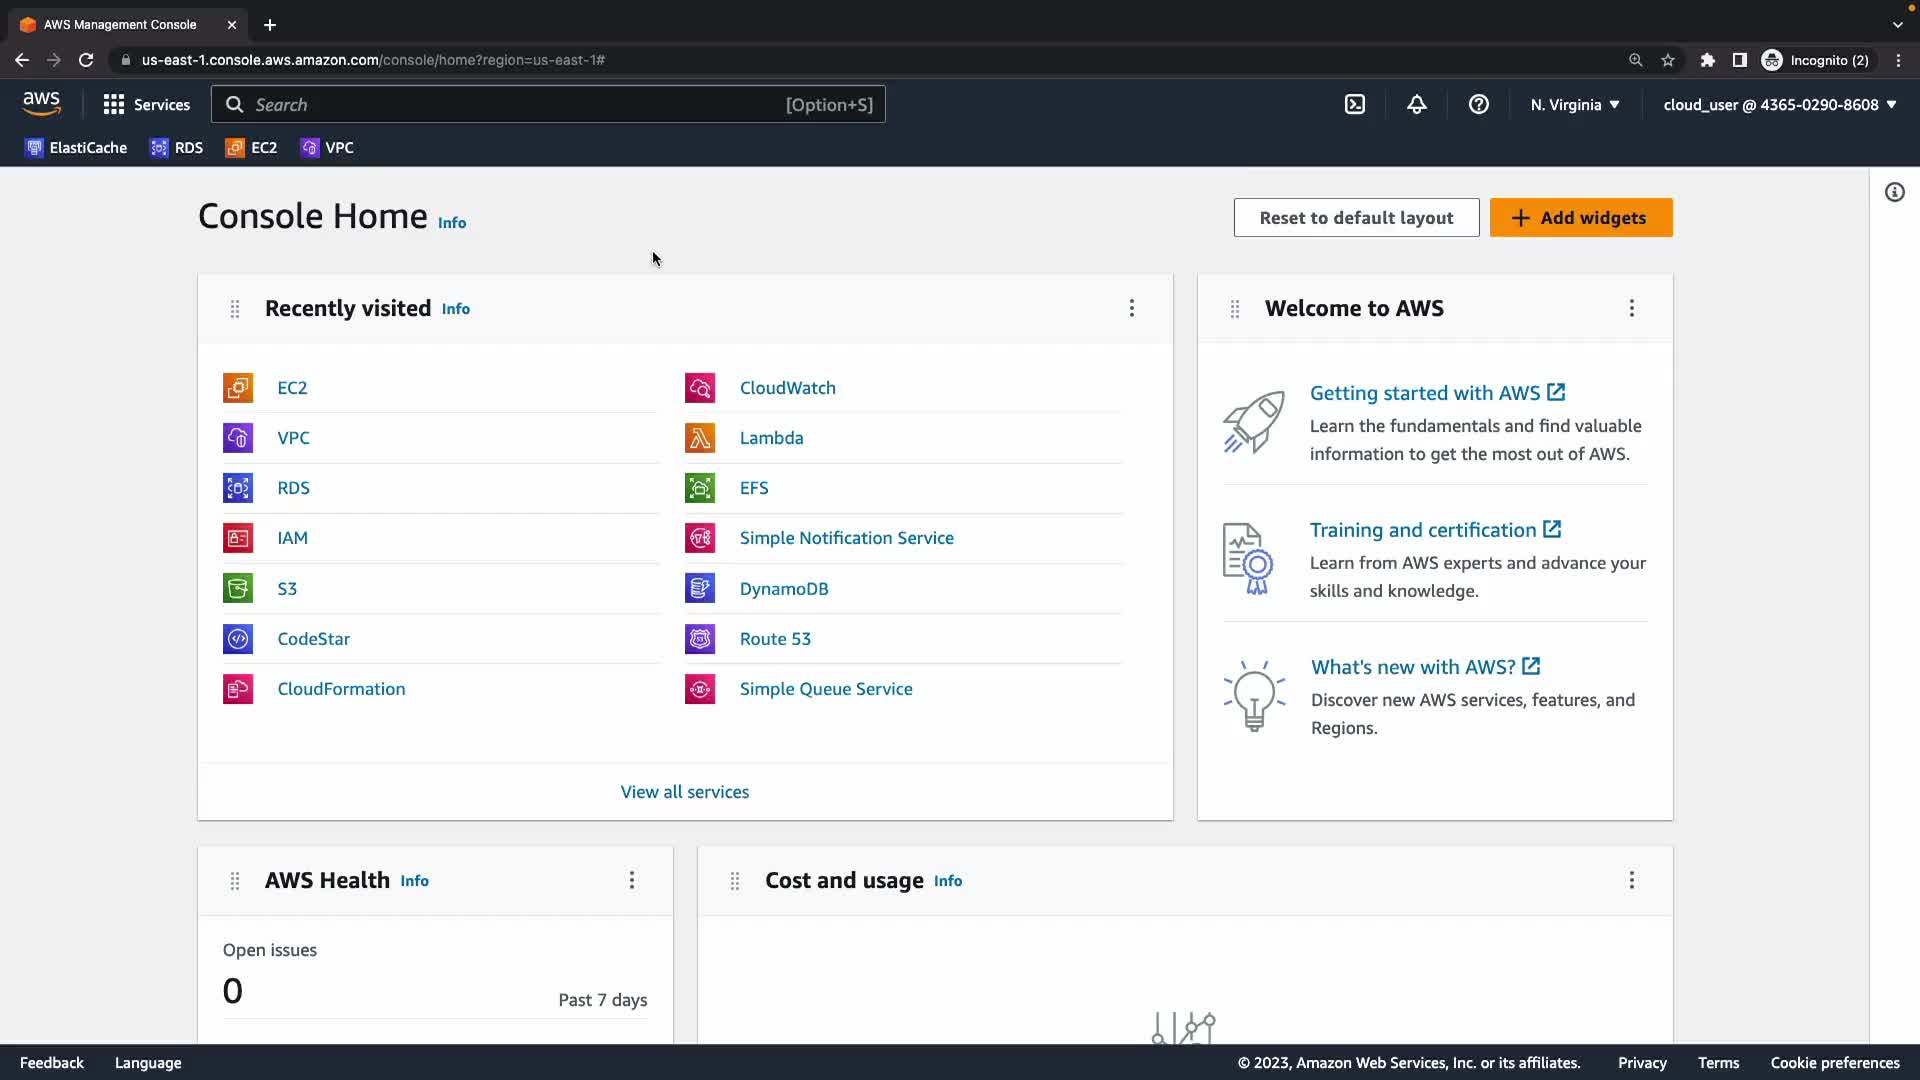 AWS Management Console
us-east-1.console.aws.amazon.com/console/home?region=us-east-1#
Incognito (2)
aws
Services
Search
[Option+S]
N. Virginia
cloud_user @ 4365-0290-8608
ElastiCache
RDS
EC2
VPC
Console Home
Info
Reset to default layout
Add widgets
Recently visited
Info
EC2
VPC
RDS
IAM
S3
CodeStar
CloudFormation
CloudWatch
Lambda
EFS
Simple Notification Service
DynamoDB
Route 53
Simple Queue Service
View all services
Welcome to AWS
Getting started with AWS
Learn the fundamentals and find valuable
information to get the most out of AWS.
Training and certification
Learn from AWS experts and advance your
skills and knowledge.
What's new with AWS?
Discover new AWS services, features, and
Regions.
AWS Health
Info
Open issues
0
Past 7 days
Cost and usage
Info
Feedback
Language
© 2023, Amazon Web Services, Inc. or its affiliates.
Privacy
Terms
Cookie preferences